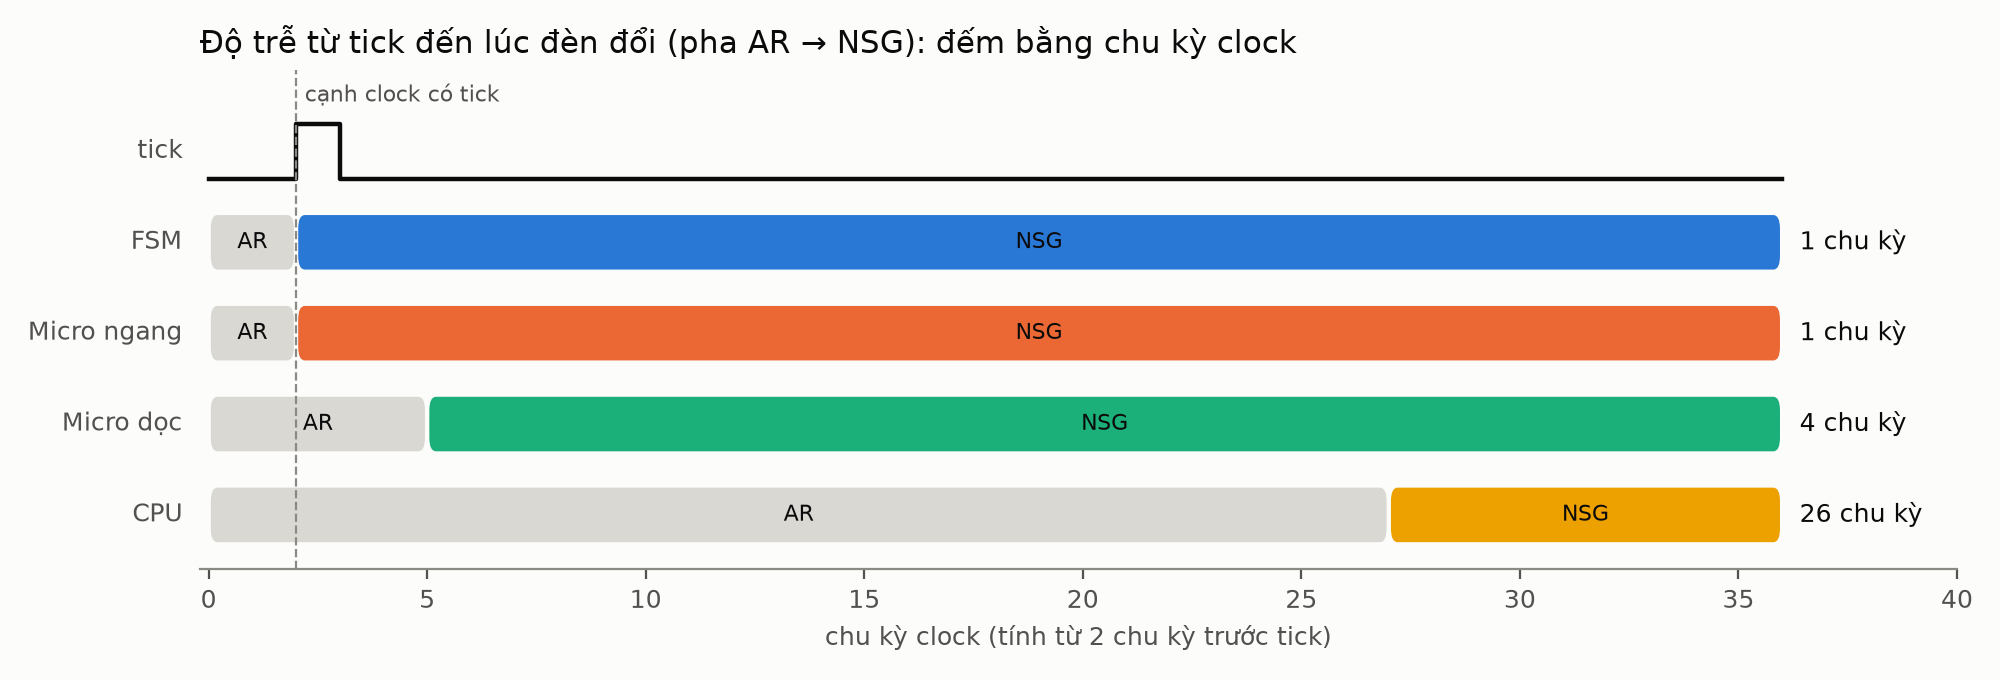 Độ trễ từ tick đến lúc đèn đổi (pha AR → NSG): đếm bằng chu kỳ clock
cạnh clock có tick
tick
FSM AR NSG 1 chu kỳ
Micro ngang AR NSG 1 chu kỳ
Micro dọc AR NSG 4 chu kỳ
CPU AR NSG 26 chu kỳ
0 5 10 15 20 25 30 35 40
chu kỳ clock (tính từ 2 chu kỳ trước tick)